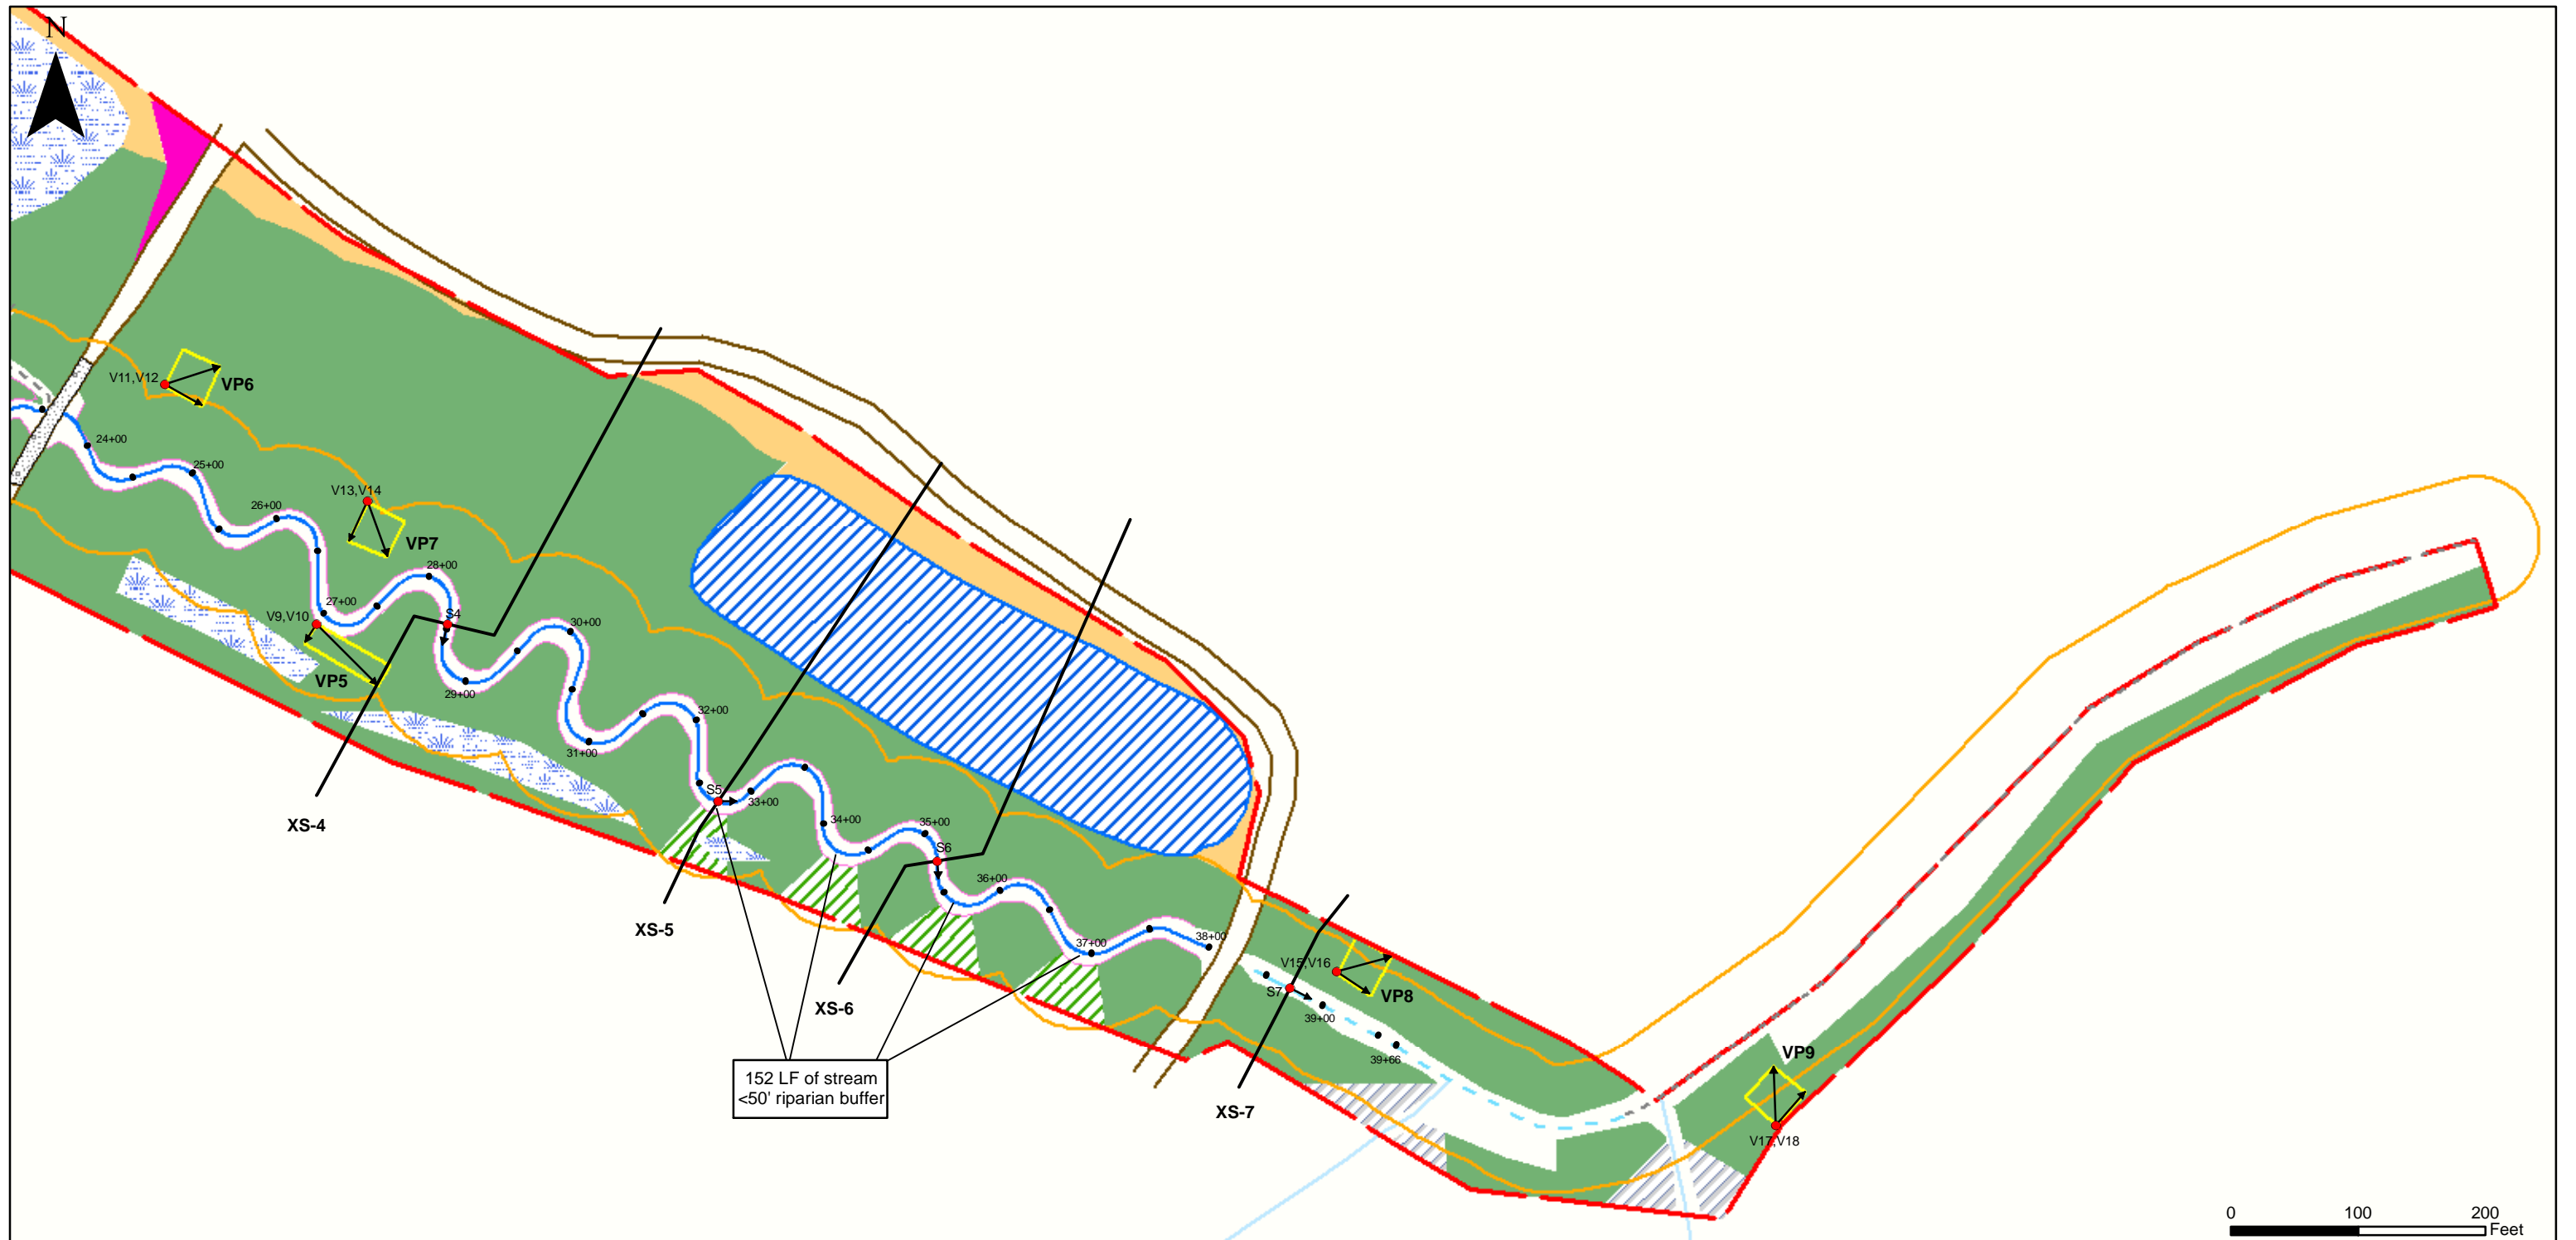 N
V11,V12
VP6
24+00
25+00
V13,V14
26+00
VP7
28+00
27+00
V9,V10
S4
VP5
29+00
30+00
32+00
31+00
XS-4
S5
33+00
34+00
35+00
S6
36+00
XS-5
37+00
38+00
V15,V16
S7
VP8
XS-6
39+00
39+66
VP9
152 LF of stream
<50' riparian buffer
XS-7
V17,V18
0 100 200
Feet